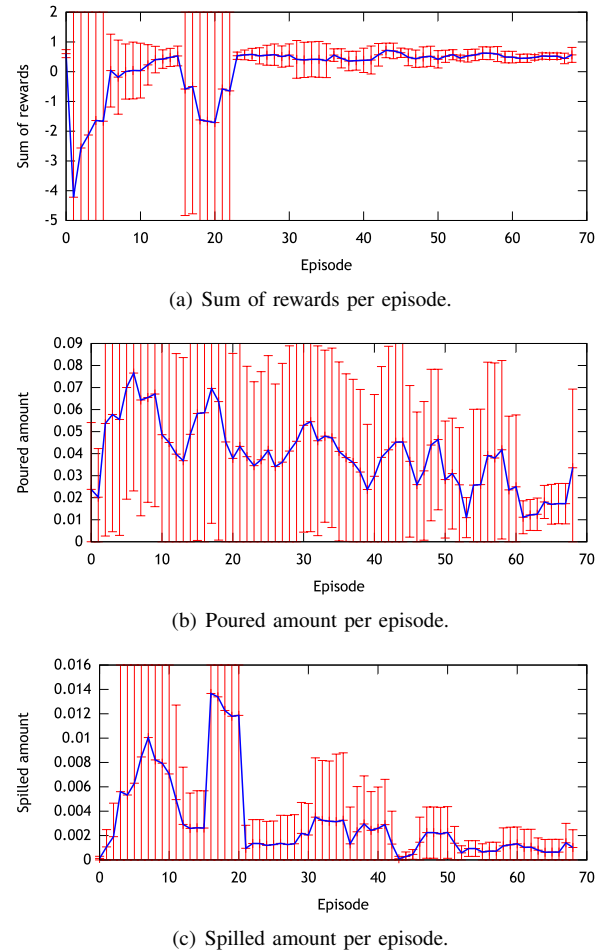 2
1
0
-1
-2
-3
-4
-5
Sum of rewards
0 10 20 30 40 50 60 70
Episode
(a) Sum of rewards per episode.
0.09
0.08
0.07
0.06
0.05
0.04
0.03
0.02
0.01
0
Poured amount
0 10 20 30 40 50 60 70
Episode
(b) Poured amount per episode.
0.016
0.014
0.012
0.01
0.008
0.006
0.004
0.002
0
Spilled amount
0 10 20 30 40 50 60 70
Episode
(c) Spilled amount per episode.